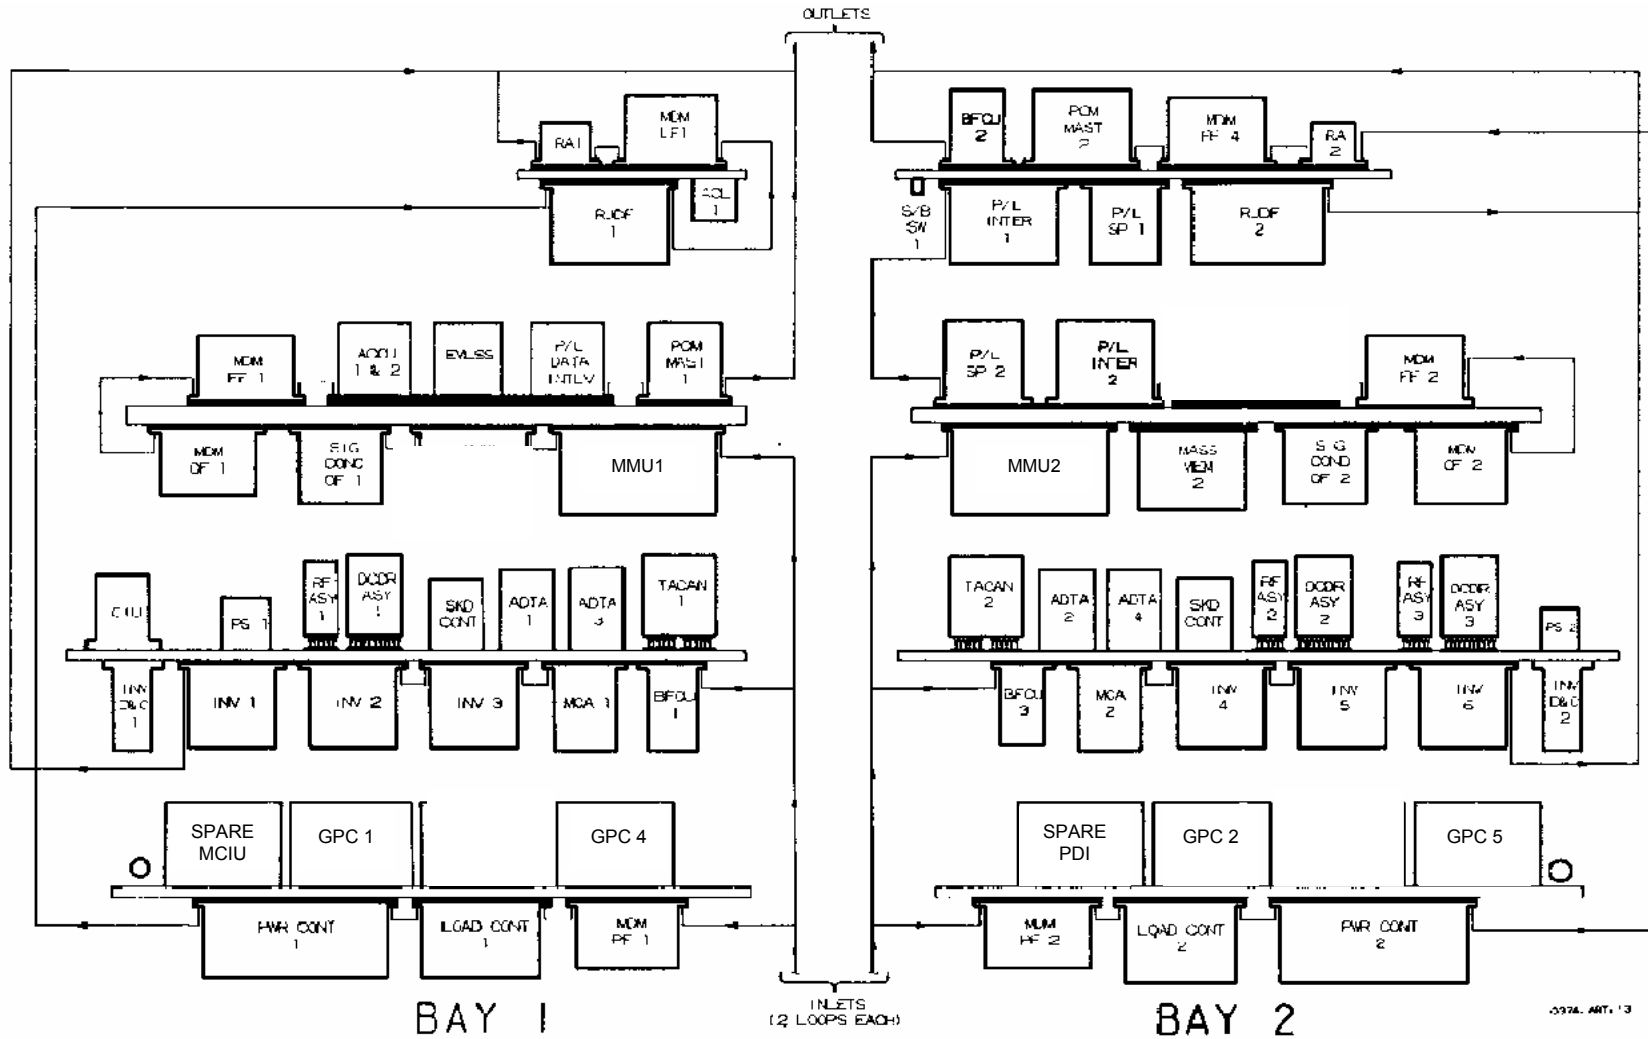 OUTLETS
RA1
MDM
LF1
ACL
1
RJDF
1
BFCU
2
PCM
MAST
2
MDM
FF 4
RA
2
S/B
SW
1
P/L
INTER
1
P/L
SP 1
RJDF
2
MDM
FF 1
ACCU
1 & 2
EVLSS
P/L
DATA
INTLV
PCM
MAST
1
MDM
OF 1
SIG
COND
OF 1
MMU1
P/L
SP 2
P/L
INTER
2
MDM
FF 2
MMU2
MASS
MEM
2
SIG
COND
OF 2
MDM
OF 2
PS 1
RF
ASY
1
DCDR
ASY
1
SKD
CONT
ADTA
1
ADTA
3
TACAN
1
INV
D&C
1
INV 1
INV 2
INV 3
MCA 1
BFCU
1
TACAN
2
ADTA
2
ADTA
4
SKD
CONT
RF
ASY
2
DCDR
ASY
2
RF
ASY
3
DCDR
ASY
3
PS 2
BFCU
3
MCA
2
INV
4
INV
5
INV
6
INV
D&C
2
SPARE
MCIU
GPC 1
GPC 4
PWR CONT
1
LOAD CONT
1
MDM
PF 1
SPARE
PDI
GPC 2
GPC 5
MDM
PF 2
LOAD CONT
2
PWR CONT
2
INLETS
(2 LOOPS EACH)
BAY 1
BAY 2